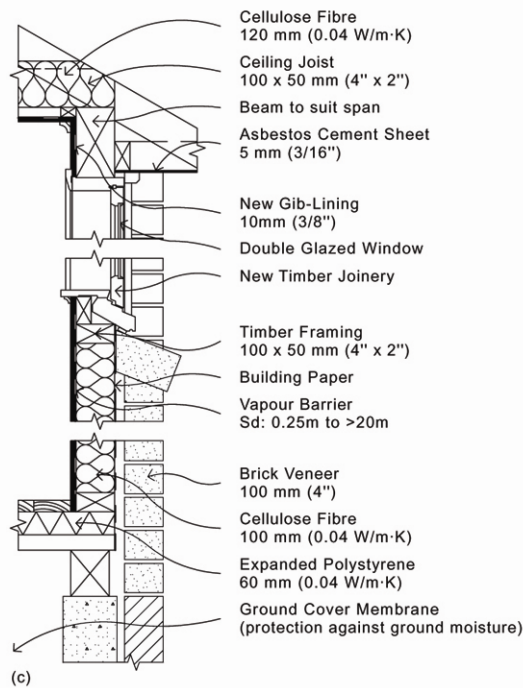 Cellulose Fibre
120 mm (0.04 W/m·K)
Ceiling Joist
100 x 50 mm (4" x 2")
Beam to suit span
Asbestos Cement Sheet
5 mm (3/16")
New Gib-Lining
10mm (3/8")
Double Glazed Window
New Timber Joinery
Timber Framing
100 x 50 mm (4" x 2")
Building Paper
Vapour Barrier
Sd: 0.25m to >20m
Brick Veneer
100 mm (4")
Cellulose Fibre
100 mm (0.04 W/m·K)
Expanded Polystyrene
60 mm (0.04 W/m·K)
Ground Cover Membrane
(protection against ground moisture)
(c)